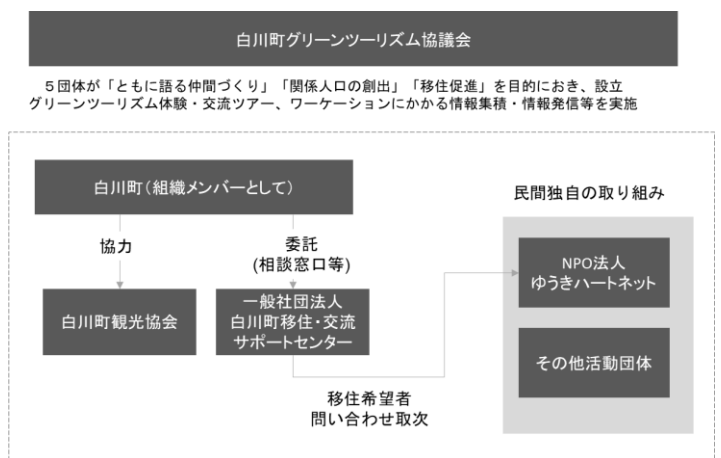 白川町グリーンツーリズム協議会
5団体が「ともに語る仲間づくり」「関係人口の創出」「移住促進」を目的におき、設立
グリーンツーリズム体験・交流ツアー、ワーケーションにかかる情報集積・情報発信等を実施
白川町(組織メンバーとして)
協力
委託
(相談窓口等)
白川町観光協会
一般社団法人
白川町移住・交流
サポートセンター
移住希望者
問い合わせ取次
民間独自の取り組み
NPO法人
ゆうきハートネット
その他活動団体